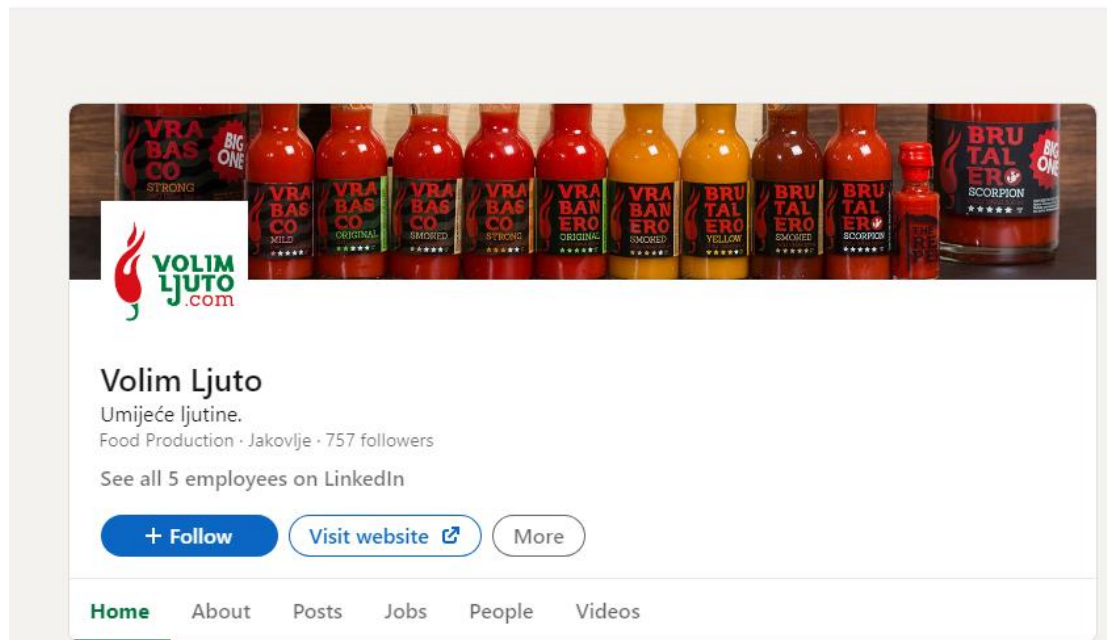 VRA
BAS
CO
STRONG
BIG
ONE
VRA
BAS
CO
MILD
VRA
BAS
CO
ORIGINAL
VRA
BAS
CO
SMOKED
VRA
BAS
CO
STRONG
VRA
BAN
ERO
ORIGINAL
VRA
BAN
ERO
SMOKED
BRU
TAL
ERO
YELLOW
BRU
TAL
ERO
SMOKED
BRU
TAL
ERO
SCORPION
THE
RE
PE
BRU
TAL
ERO
SCORPION
BIG
ONE
VOLIM
LJUTO
.com
Volim Ljuto
Umijeće ljutine.
Food Production · Jakovlje · 757 followers
See all 5 employees on LinkedIn
+ Follow
Visit website
More
Home About Posts Jobs People Videos